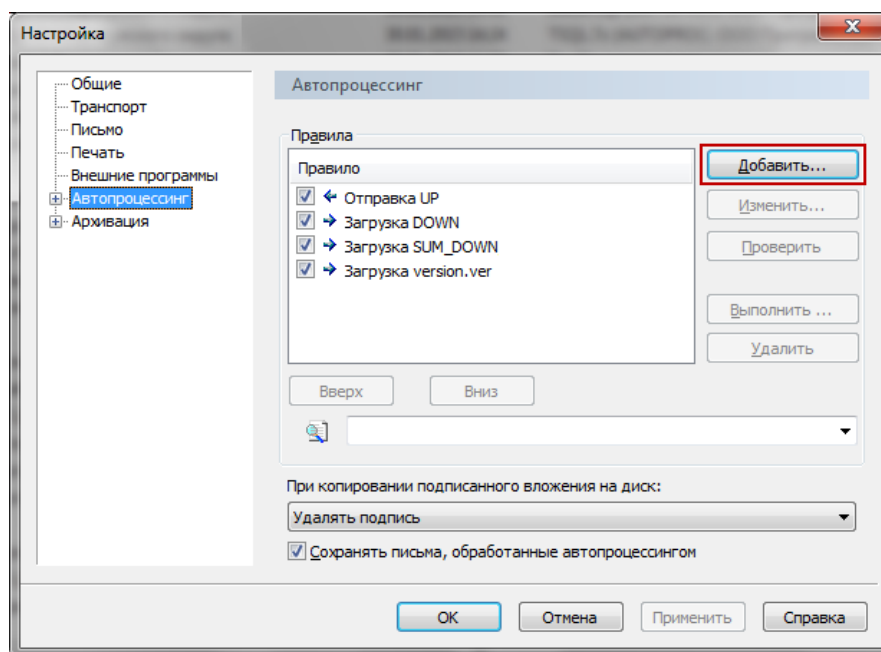 Настройка
Общие
Транспорт
Письмо
Печать
Внешние программы
Автопроцессинг
Архивация
Автопроцессинг
Правила
Правило
Отправка UP
Загрузка DOWN
Загрузка SUM_DOWN
Загрузка version.ver
Добавить...
Изменить...
Проверить
Выполнить ...
Удалить
Вверх Вниз
При копировании подписанного вложения на диск:
Удалять подпись
Сохранять письма, обработанные автопроцессингом
OK Отмена Применить Справка